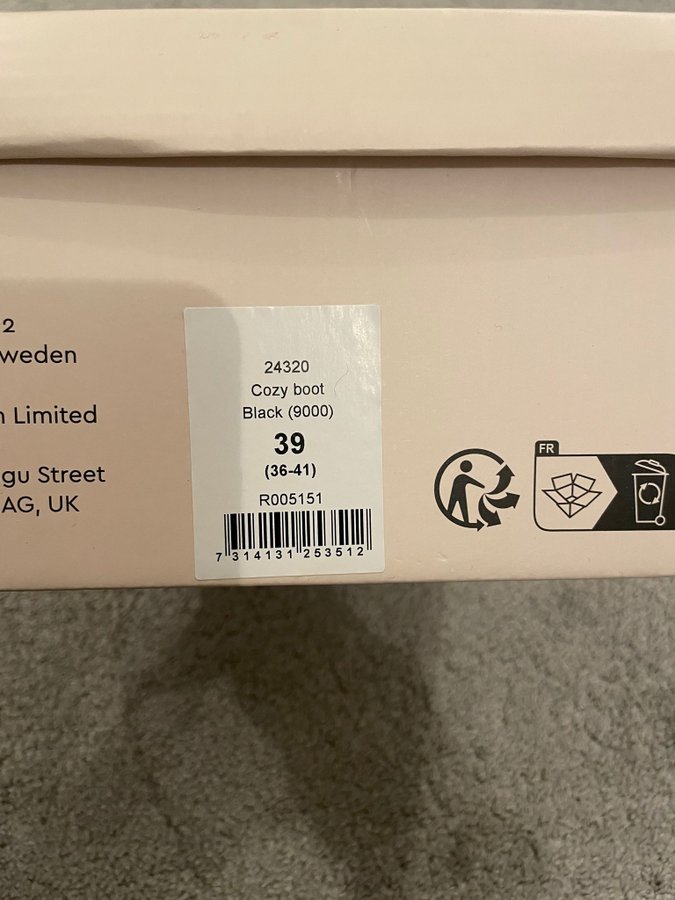 2
weden
n Limited
gu Street
AG, UK
24320
Cozy boot
Black (9000)
39
(36-41)
R005151
7 314131 253512
FR